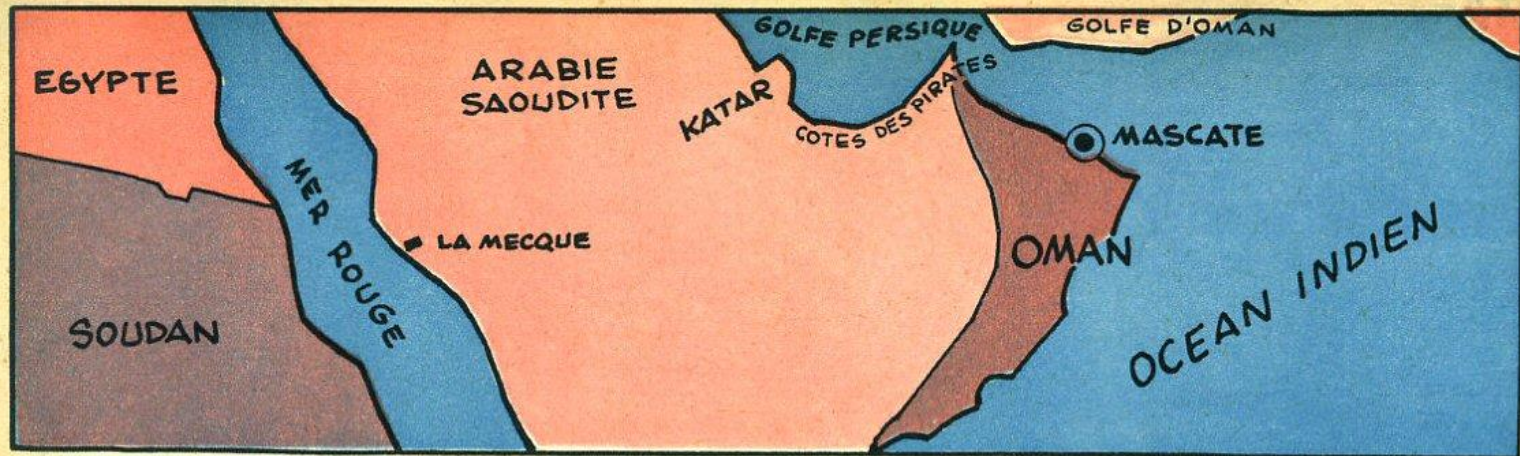 EGYPTE
ARABIE
SAOUDITE
GOLFE PERSIQUE
GOLFE D'OMAN
KATAR
COTES DES PIRATES
MASCATE
MER ROUGE
LA MECQUE
OMAN
SOUDAN
OCEAN INDIEN